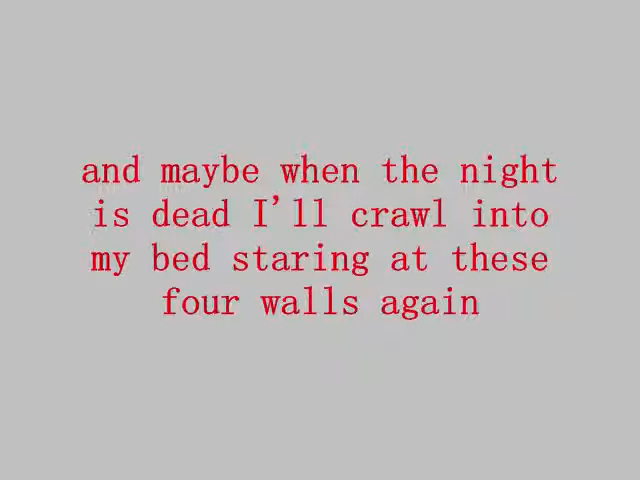 and maybe when the night
is dead I'll crawl into
my bed staring at these
four walls again